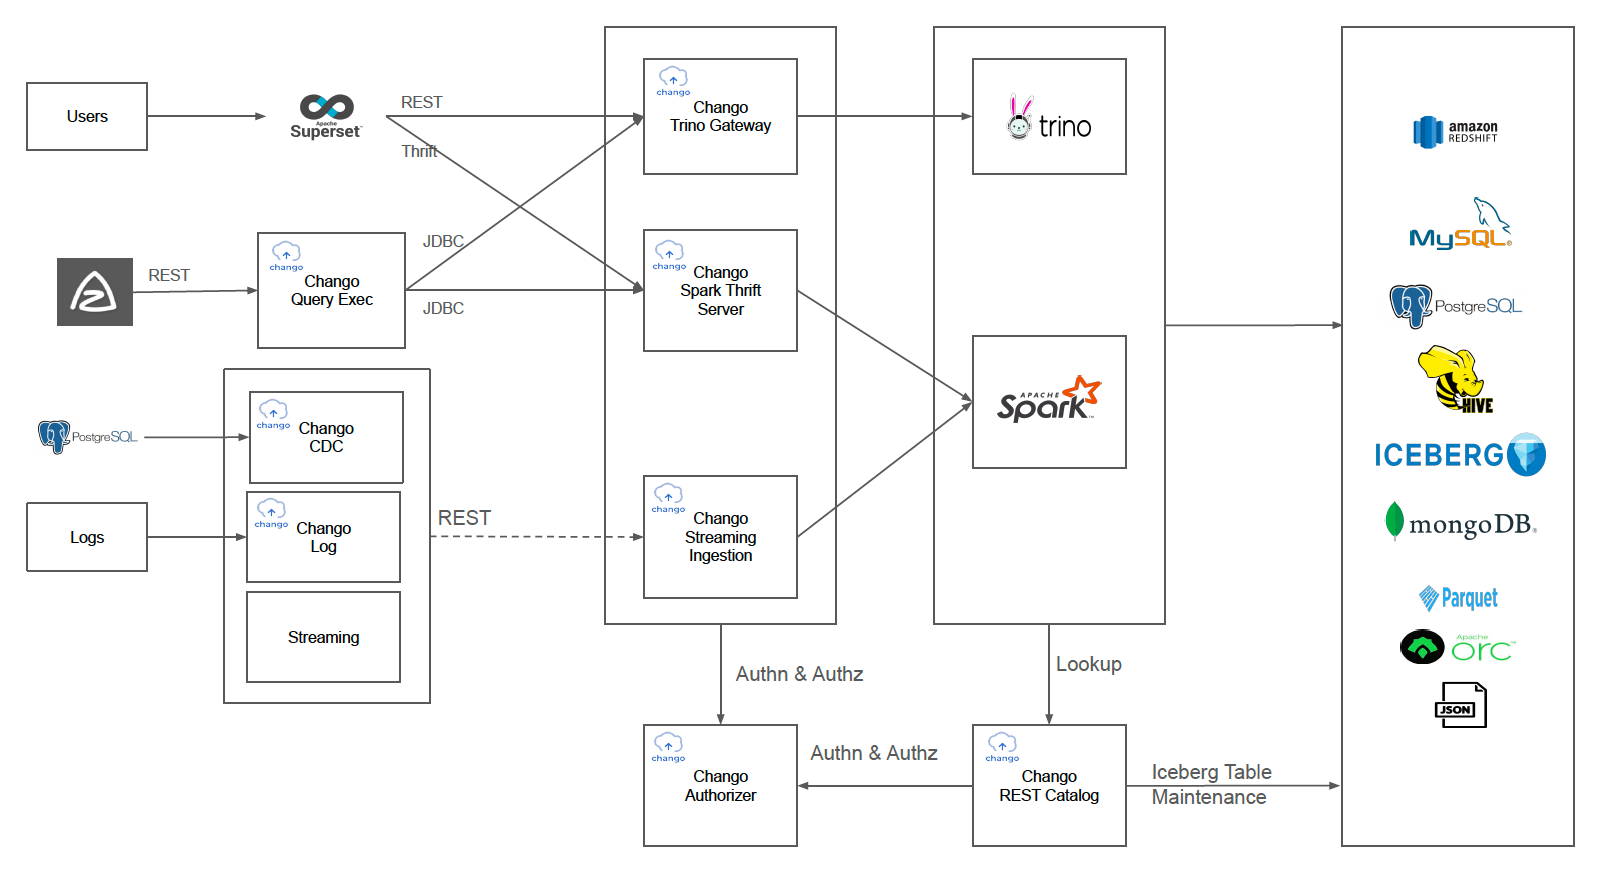 Users
Apache
Superset™
REST
Thrift
chango
Chango
Trino Gateway
trino
amazon
REDSHIFT
MySQL®
PostgreSQL
HIVE
ICEBERG
mongoDB®
Parquet
Apache
orc™
JSON
REST
chango
Chango
Query Exec
JDBC
JDBC
chango
Chango
Spark Thrift
Server
APACHE
Spark™
PostgreSQL
chango
Chango
CDC
Logs
chango
Chango
Log
Streaming
REST
chango
Chango
Streaming
Ingestion
Authn & Authz
Lookup
chango
Chango
Authorizer
Authn & Authz
chango
Chango
REST Catalog
Iceberg Table
Maintenance